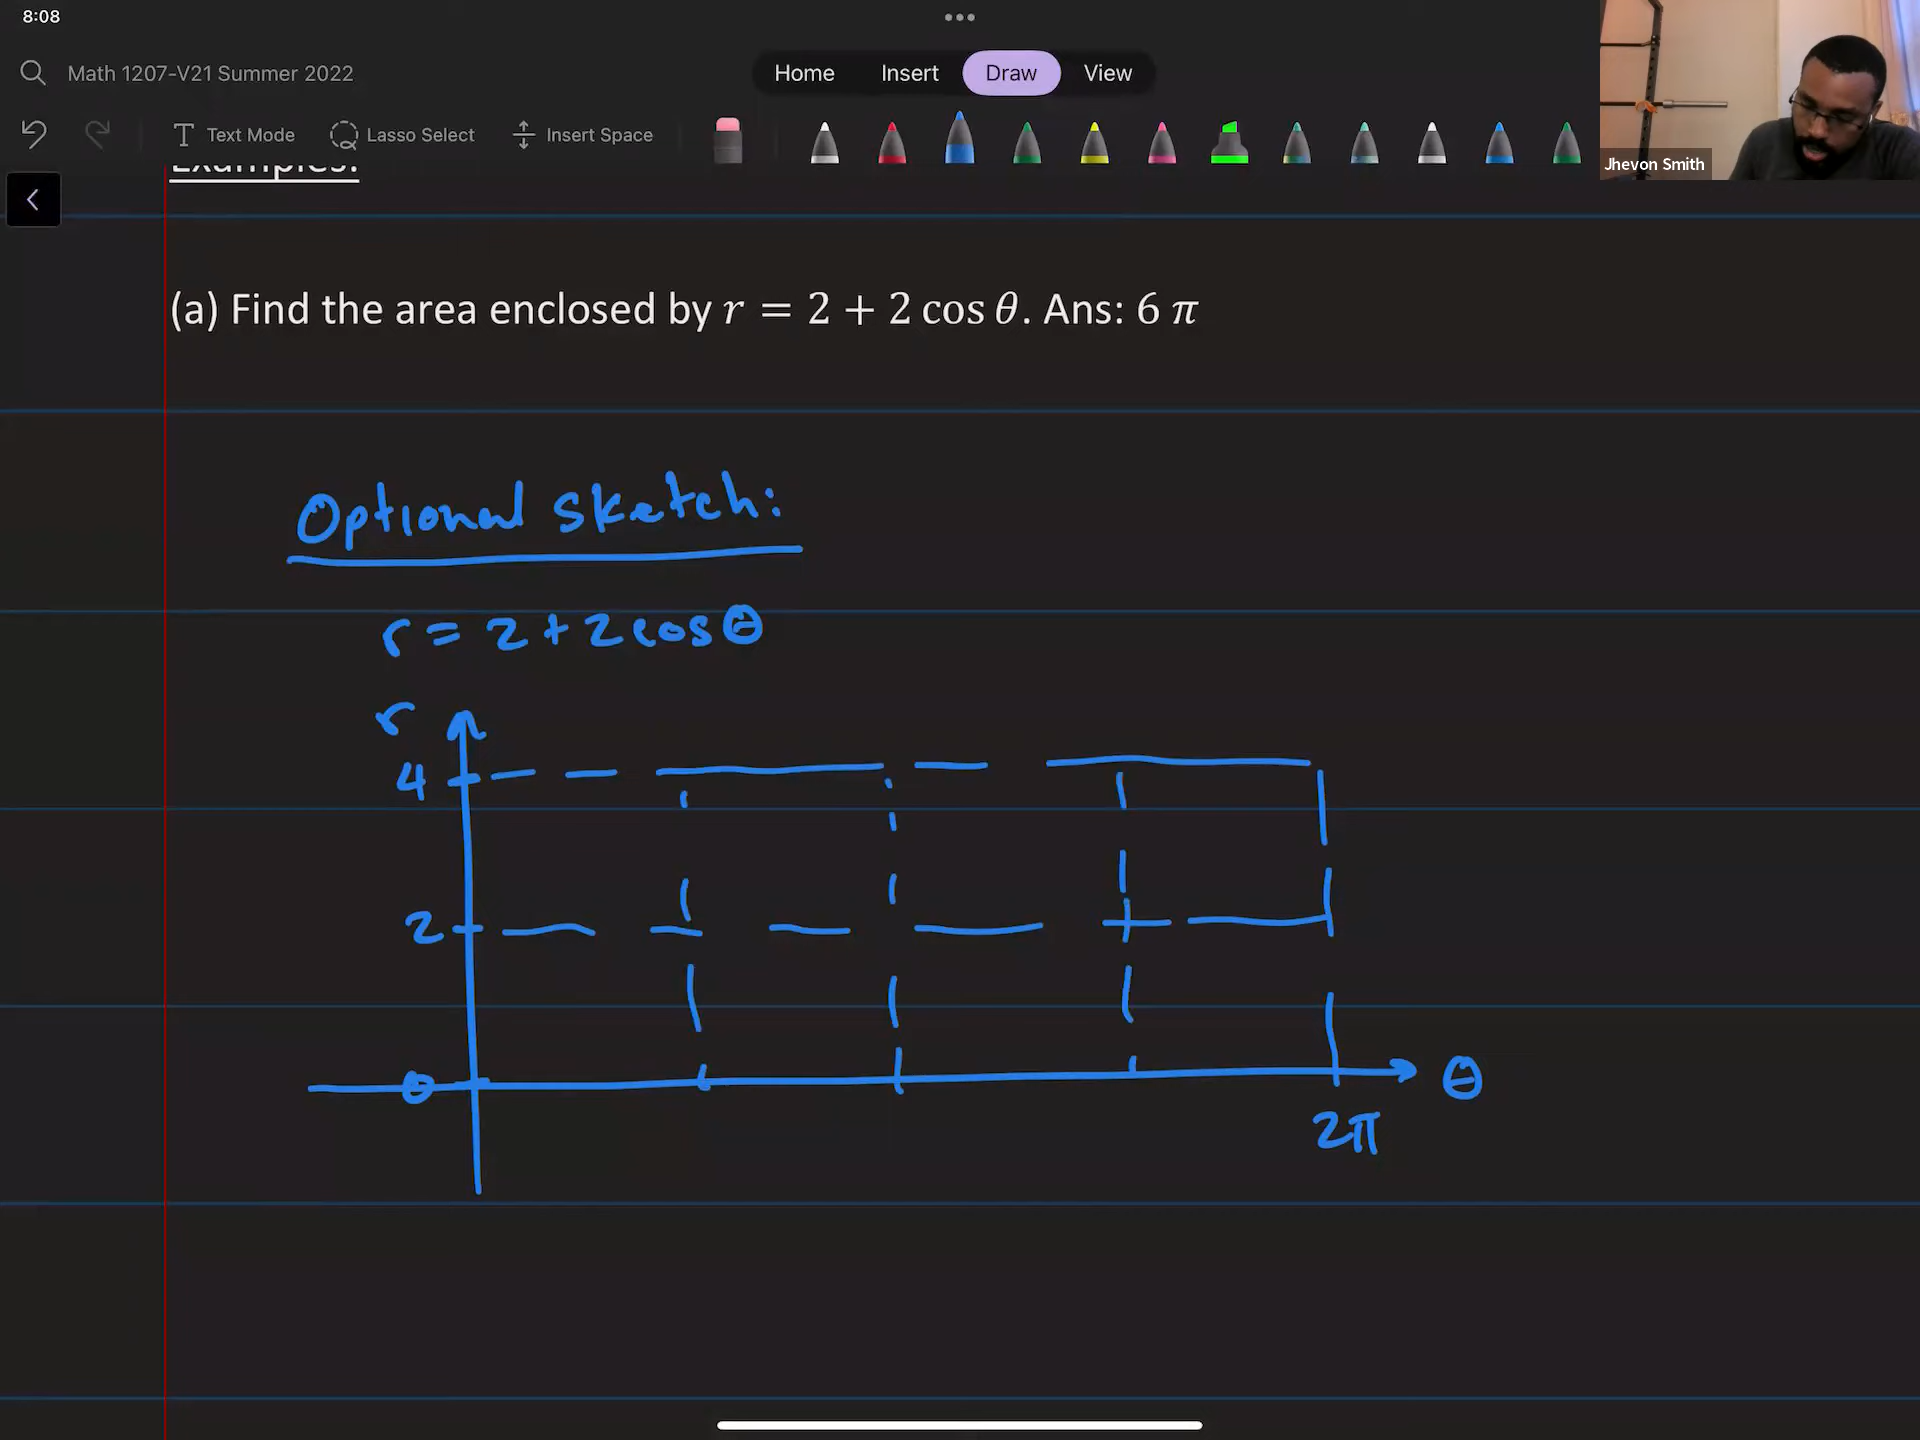 8:08
Math 1207-V21 Summer 2022
Home Insert Draw View
Text Mode Lasso Select Insert Space
Jhevon Smith
Examples:
(a) Find the area enclosed by r = 2 + 2 cos θ. Ans: 6 π
Optional sketch:
r = 2 + 2 cos θ
r
4
2
0
θ
2π